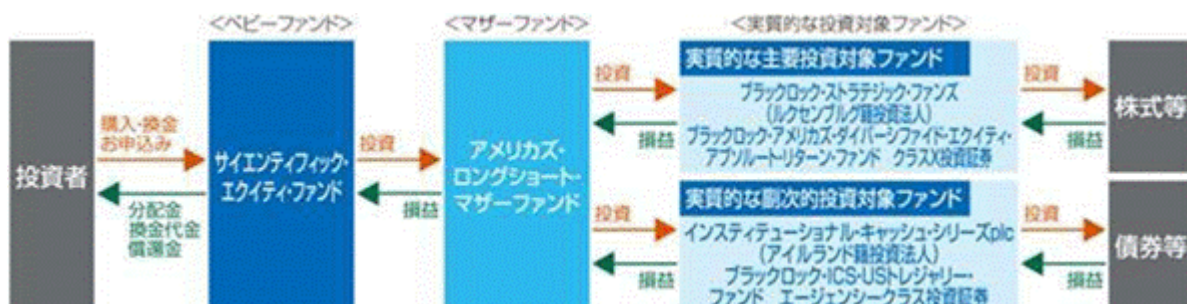 <ベビーファンド>
<マザーファンド>
<実質的な投資対象ファンド>
投資者
購入・換金
お申込み
分配金
換金代金
償還金
サイエンティフィック・
エクイティ・ファンド
投資
損益
アメリカズ・
ロングショート・
マザーファンド
投資
損益
実質的な主要投資対象ファンド
ブラックロック・ストラテジック・ファンズ
(ルクセンブルグ籍投資法人)
ブラックロック・アメリカズ・ダイバーシファイド・エクイティ・
アブソルート・リターン・ファンド クラスX投資証券
投資
損益
株式等
投資
損益
実質的な副次的投資対象ファンド
インスティテューショナル・キャッシュ・シリーズplc
(アイルランド籍投資法人)
ブラックロック・ICS・USトレジャリー・
ファンド エージェンシークラス投資証券
投資
損益
債券等